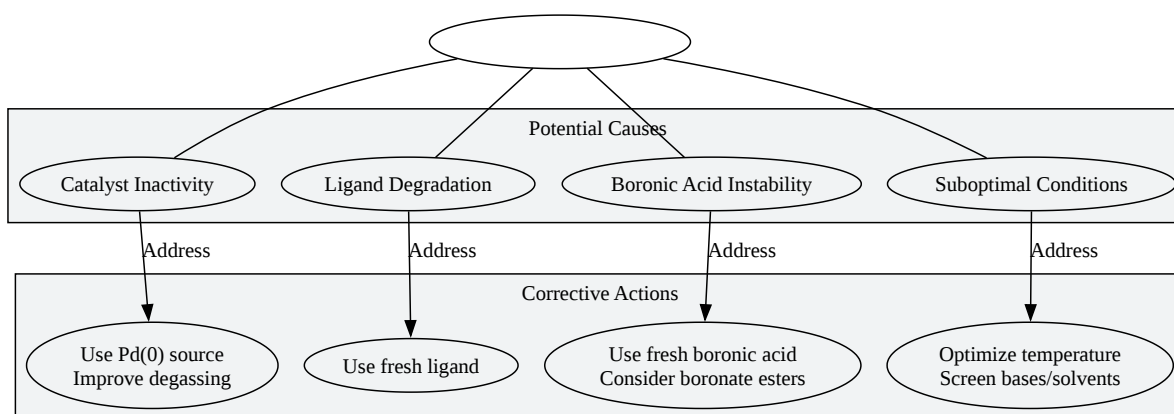 Potential Causes
Catalyst Inactivity
Ligand Degradation
Boronic Acid Instability
Suboptimal Conditions
Address
Address
Address
Address
Corrective Actions
Use Pd(0) source
Improve degassing
Use fresh ligand
Use fresh boronic acid
Consider boronate esters
Optimize temperature
Screen bases/solvents